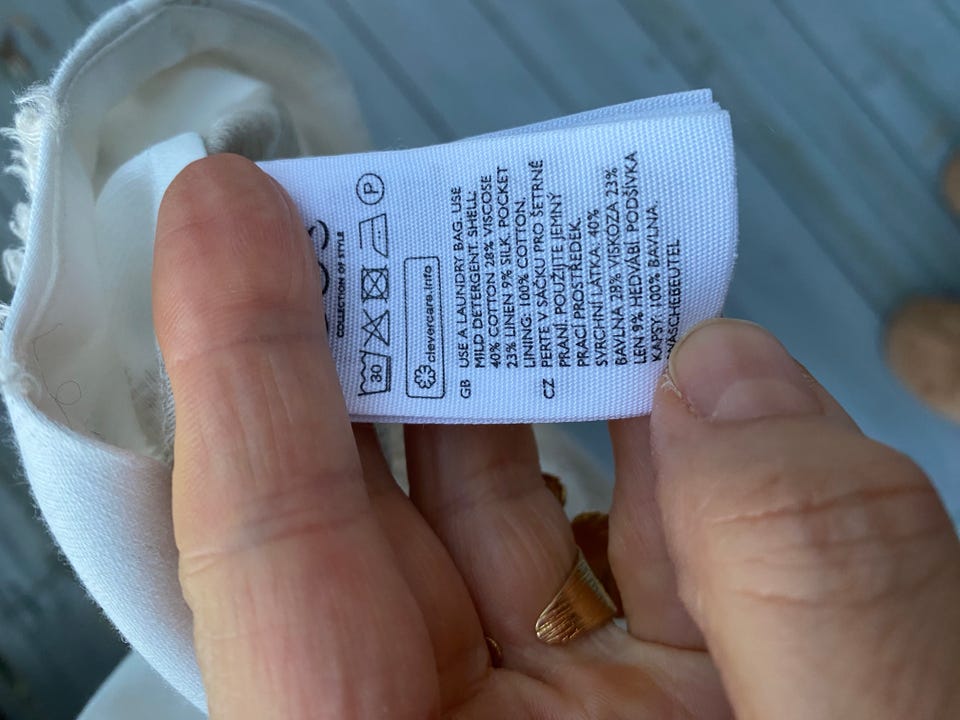 COLLECTION OF STYLE
30
P
clevercare.info
GB USE A LAUNDRY BAG. USE
MILD DETERGENT SHELL:
40% COTTON 28% VISCOSE
23% LINEN 9% SILK. POCKET
LINING: 100% COTTON.
CZ PERTE V SÁČKU PRO ŠETRNÉ
PRANÍ. POUŽIJTE JEMNÝ
PRACÍ PROSTŘEDEK.
SVRCHNÍ LÁTKA: 40%
BAVLNA 28% VISKÓZA 23%
LEN 9% HEDVÁBÍ PODŠÍVKA
KAPSY: 100% BAVLNA.